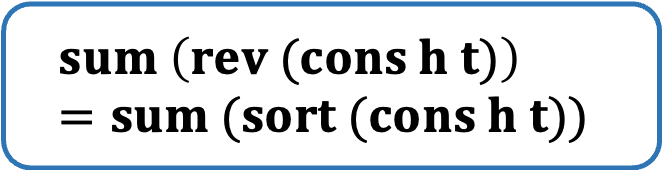 sum (rev (cons h t))
= sum (sort (cons h t))